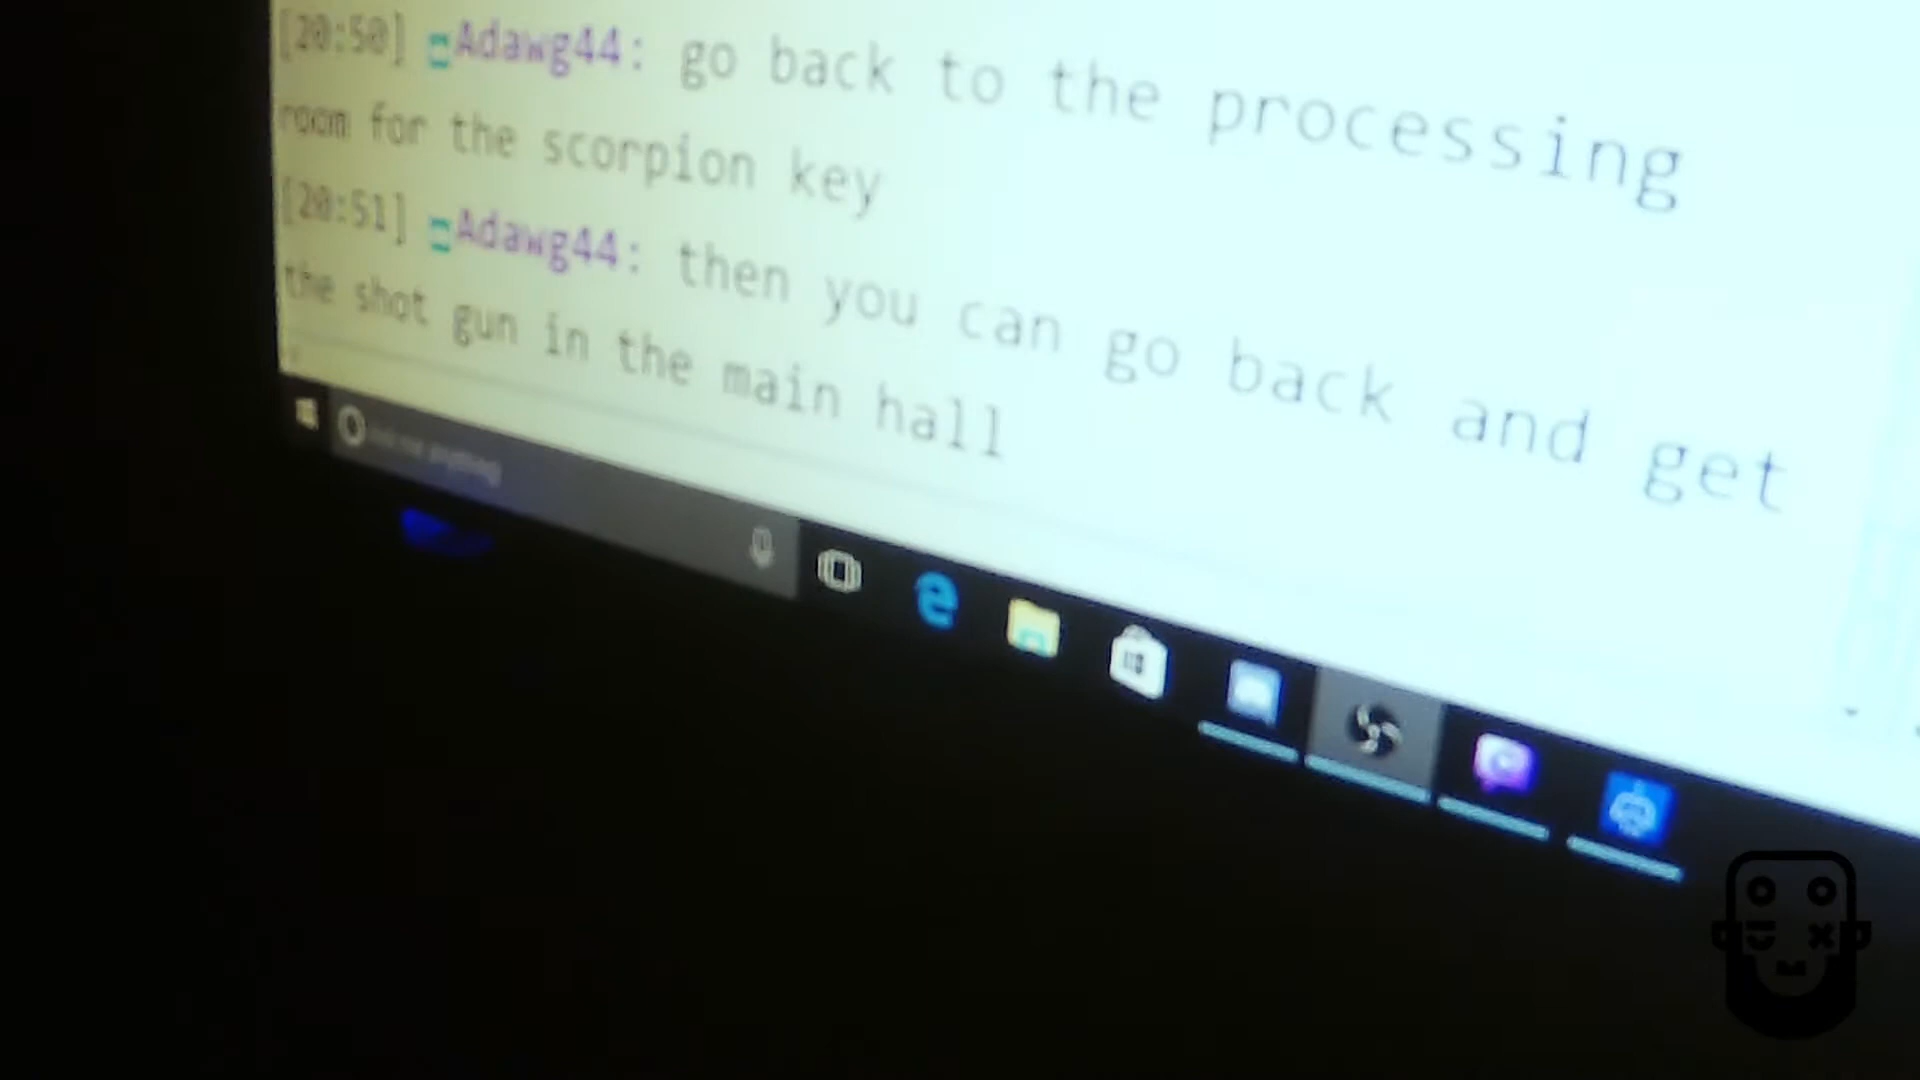 [20:50] Adawg44: go back to the processing
room for the scorpion key
[20:51] Adawg44: then you can go back and get
the shot gun in the main hall